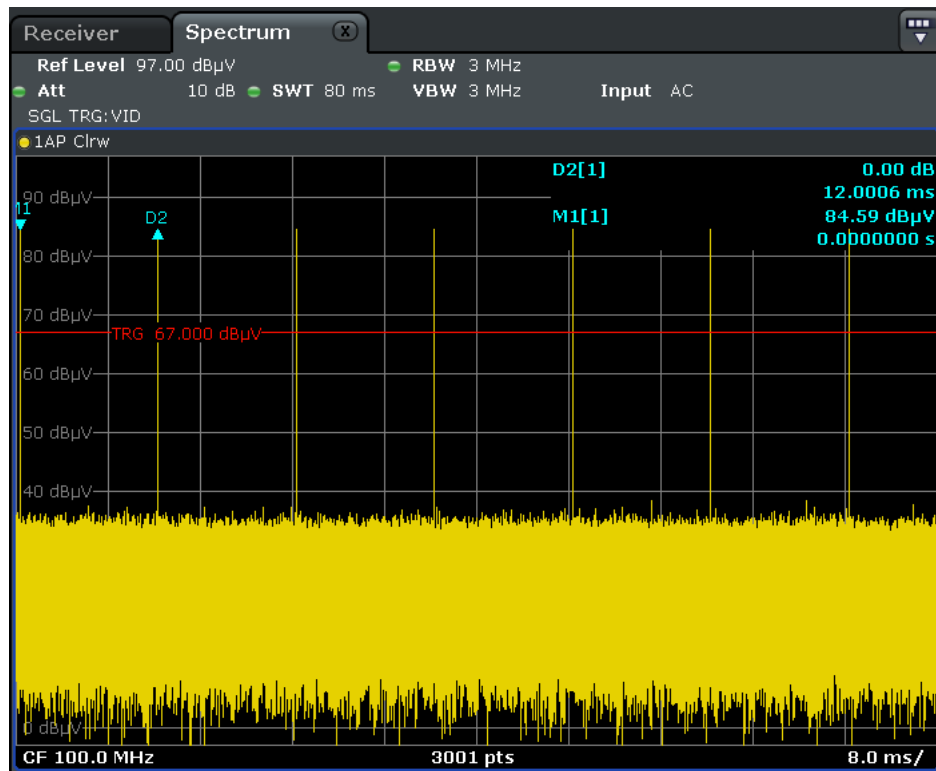 Receiver Spectrum X
Ref Level 97.00 dBµV RBW 3 MHz
Att 10 dB SWT 80 ms VBW 3 MHz Input AC
SGL TRG:VID
1AP Clrw
D2[1] 0.00 dB
12.0006 ms
M1[1] 84.59 dBµV
0.0000000 s
90 dBµV
M1
D2
80 dBµV
70 dBµV
TRG 67.000 dBµV
60 dBµV
50 dBµV
40 dBµV
0 dBµV
CF 100.0 MHz 3001 pts 8.0 ms/